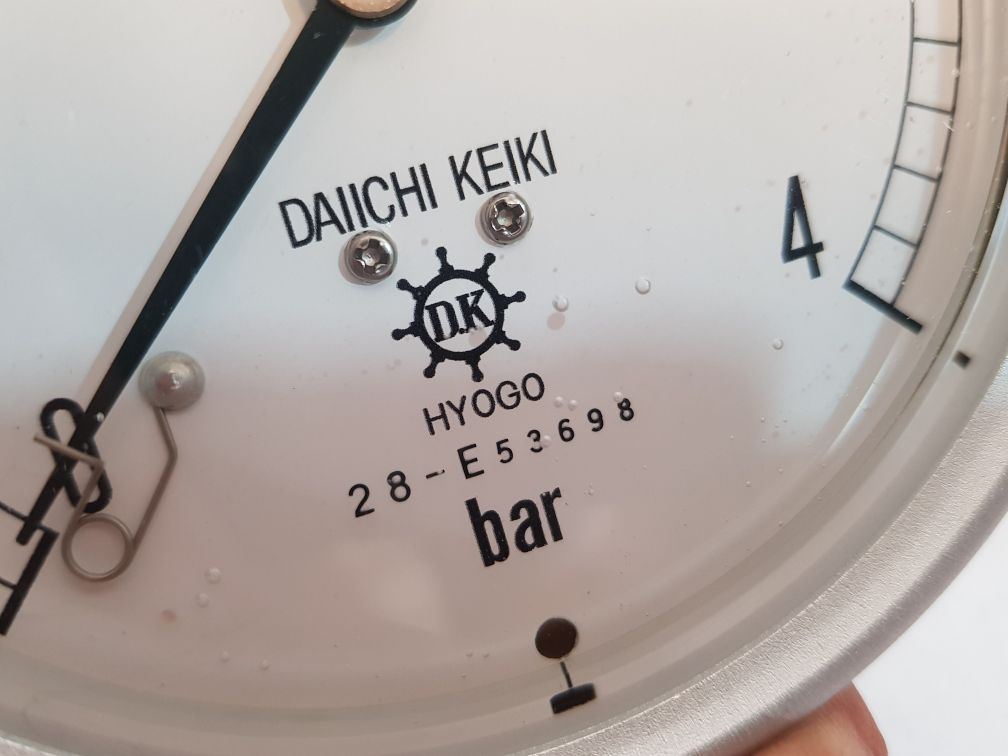 DAIICHI KEIKI
4
D.K
HYOGO
28-E53698
bar